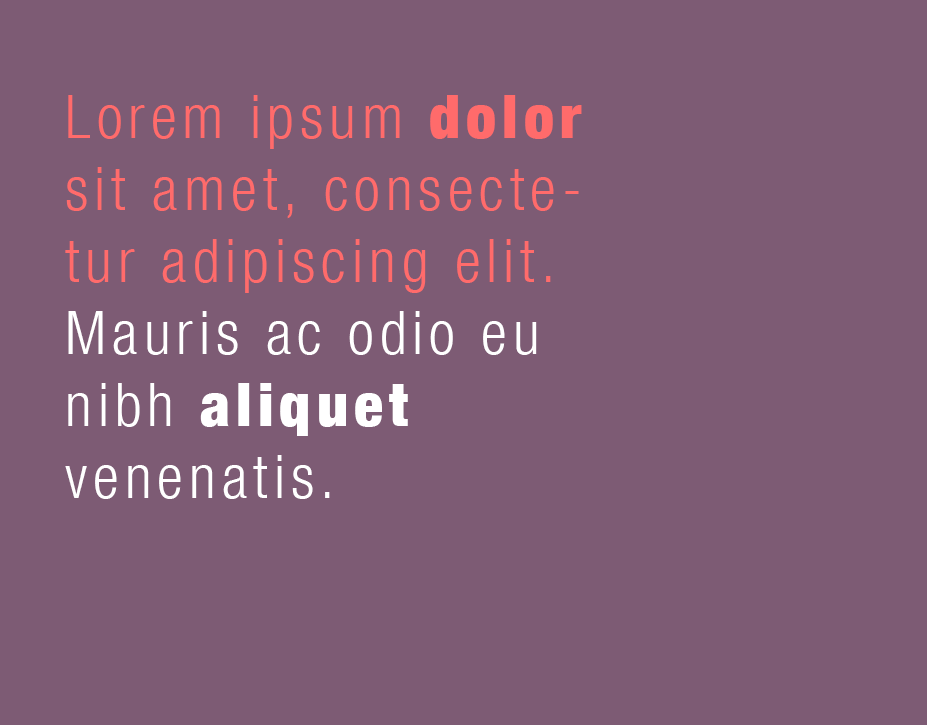 Lorem ipsum dolor
sit amet, consecte-
tur adipiscing elit.
Mauris ac odio eu
nibh aliquet
venenatis.